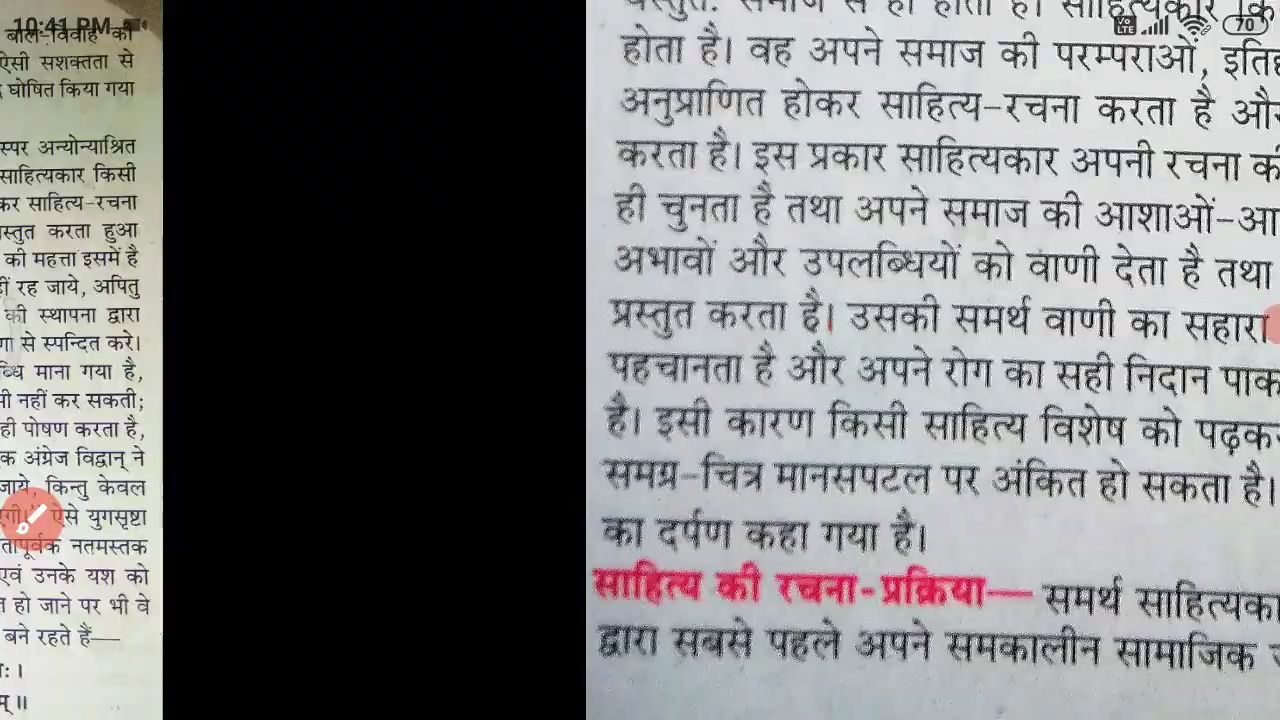 10:41 PM
बाल-विवाह की
ऐसी सशक्तता से
घोषित किया गया
स्पर अन्योन्याश्रित
साहित्यकार किसी
कर साहित्य-रचना
स्तुत करता हुआ
की महत्ता इसमें है
रह जाये, अपितु
की स्थापना द्वारा
से स्पन्दित करे।
माना गया है,
नहीं कर सकती;
ही पोषण करता है,
क अंग्रेज विद्वान् ने
जाये, किन्तु केवल
ऐसे युगसृष्टा
तापूर्वक नतमस्तक
एवं उनके यश को
हो जाने पर भी वे
बने रहते हैं—
समाज से ही होता है। साहित्यकार
VoLTE 70
होता है। वह अपने समाज की परम्पराओं,
अनुप्राणित होकर साहित्य-रचना करता है
करता है। इस प्रकार साहित्यकार अपनी रचना
ही चुनता है तथा अपने समाज की आशाओं-आ
अभावों और उपलब्धियों को वाणी देता है तथा
प्रस्तुत करता है। उसकी समर्थ वाणी का सहारा
पहचानता है और अपने रोग का सही निदान पाक
है। इसी कारण किसी साहित्य विशेष को पढ़क
समग्र-चित्र मानसपटल पर अंकित हो सकता है।
का दर्पण कहा गया है।
साहित्य की रचना-प्रक्रिया— समर्थ साहित्यका
द्वारा सबसे पहले अपने समकालीन सामाजिक